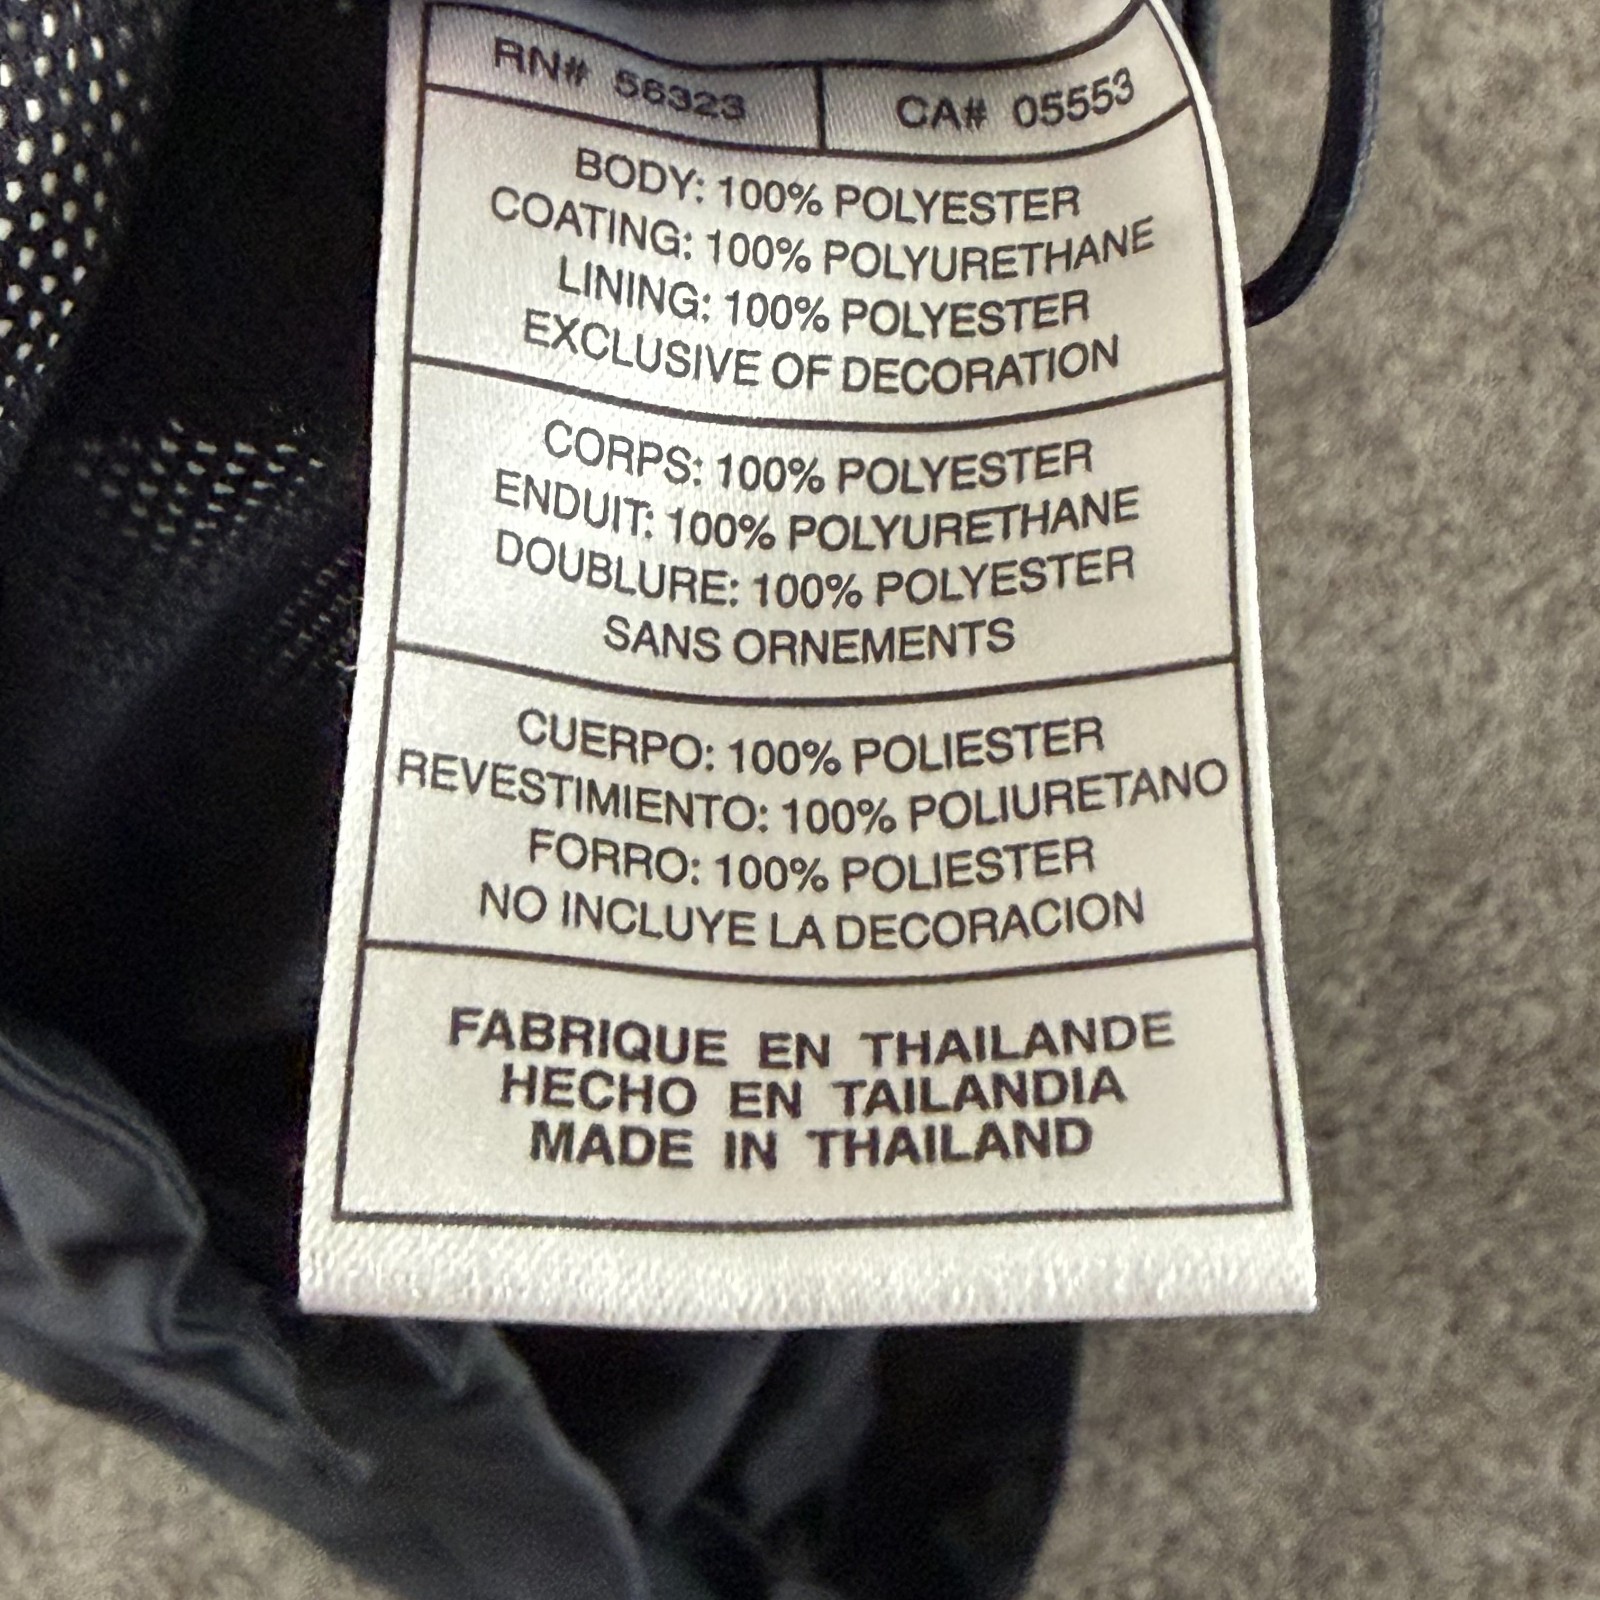 RN# 56323 CA# 05553
BODY: 100% POLYESTER
COATING: 100% POLYURETHANE
LINING: 100% POLYESTER
EXCLUSIVE OF DECORATION
CORPS: 100% POLYESTER
ENDUIT: 100% POLYURETHANE
DOUBLURE: 100% POLYESTER
SANS ORNEMENTS
CUERPO: 100% POLIESTER
REVESTIMIENTO: 100% POLIURETANO
FORRO: 100% POLIESTER
NO INCLUYE LA DECORACION
FABRIQUE EN THAILANDE
HECHO EN TAILANDIA
MADE IN THAILAND